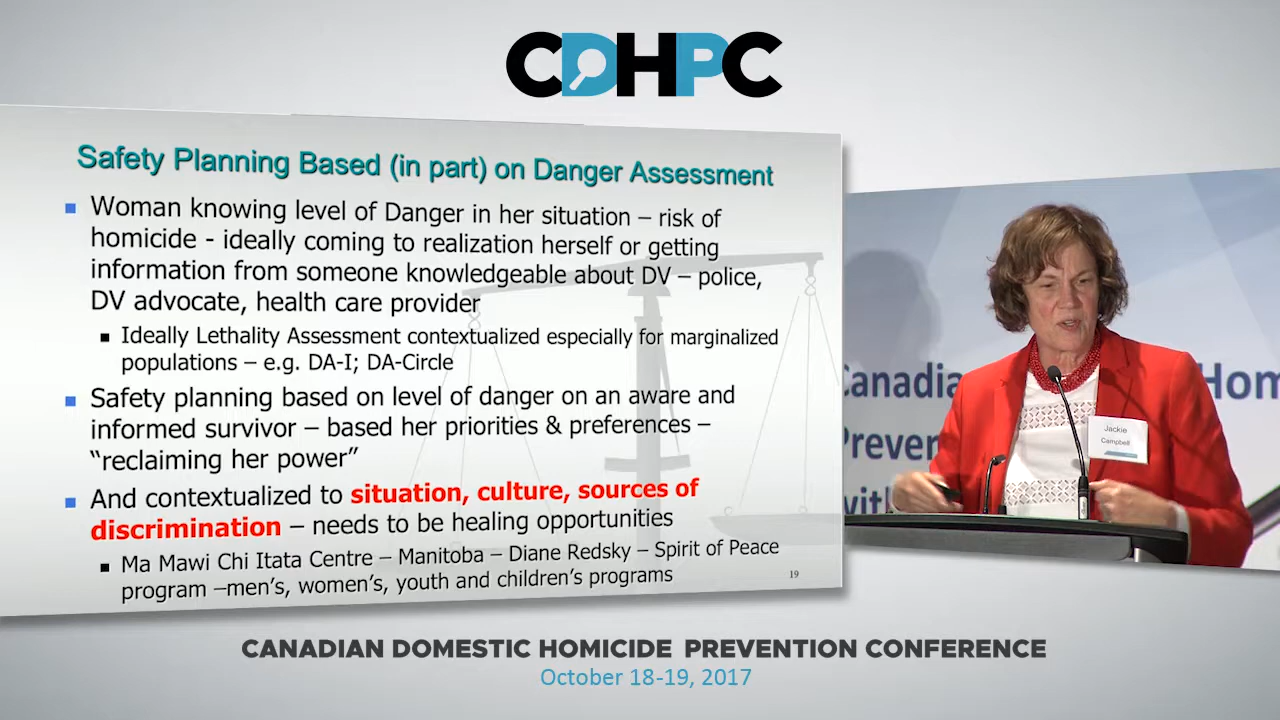 CDHPC
Safety Planning Based (in part) on Danger Assessment
Woman knowing level of Danger in her situation – risk of
homicide - ideally coming to realization herself or getting
information from someone knowledgeable about DV – police,
DV advocate, health care provider
Ideally Lethality Assessment contextualized especially for marginalized
populations – e.g. DA-I; DA-Circle
Safety planning based on level of danger on an aware and
informed survivor – based her priorities & preferences –
“reclaiming her power”
And contextualized to situation, culture, sources of
discrimination – needs to be healing opportunities
Ma Mawi Chi Itata Centre – Manitoba – Diane Redsky – Spirit of Peace
program –men’s, women’s, youth and children’s programs
19
Canadia
Hom
Preven
with
Jackie
Campbell
CANADIAN DOMESTIC HOMICIDE PREVENTION CONFERENCE
October 18-19, 2017